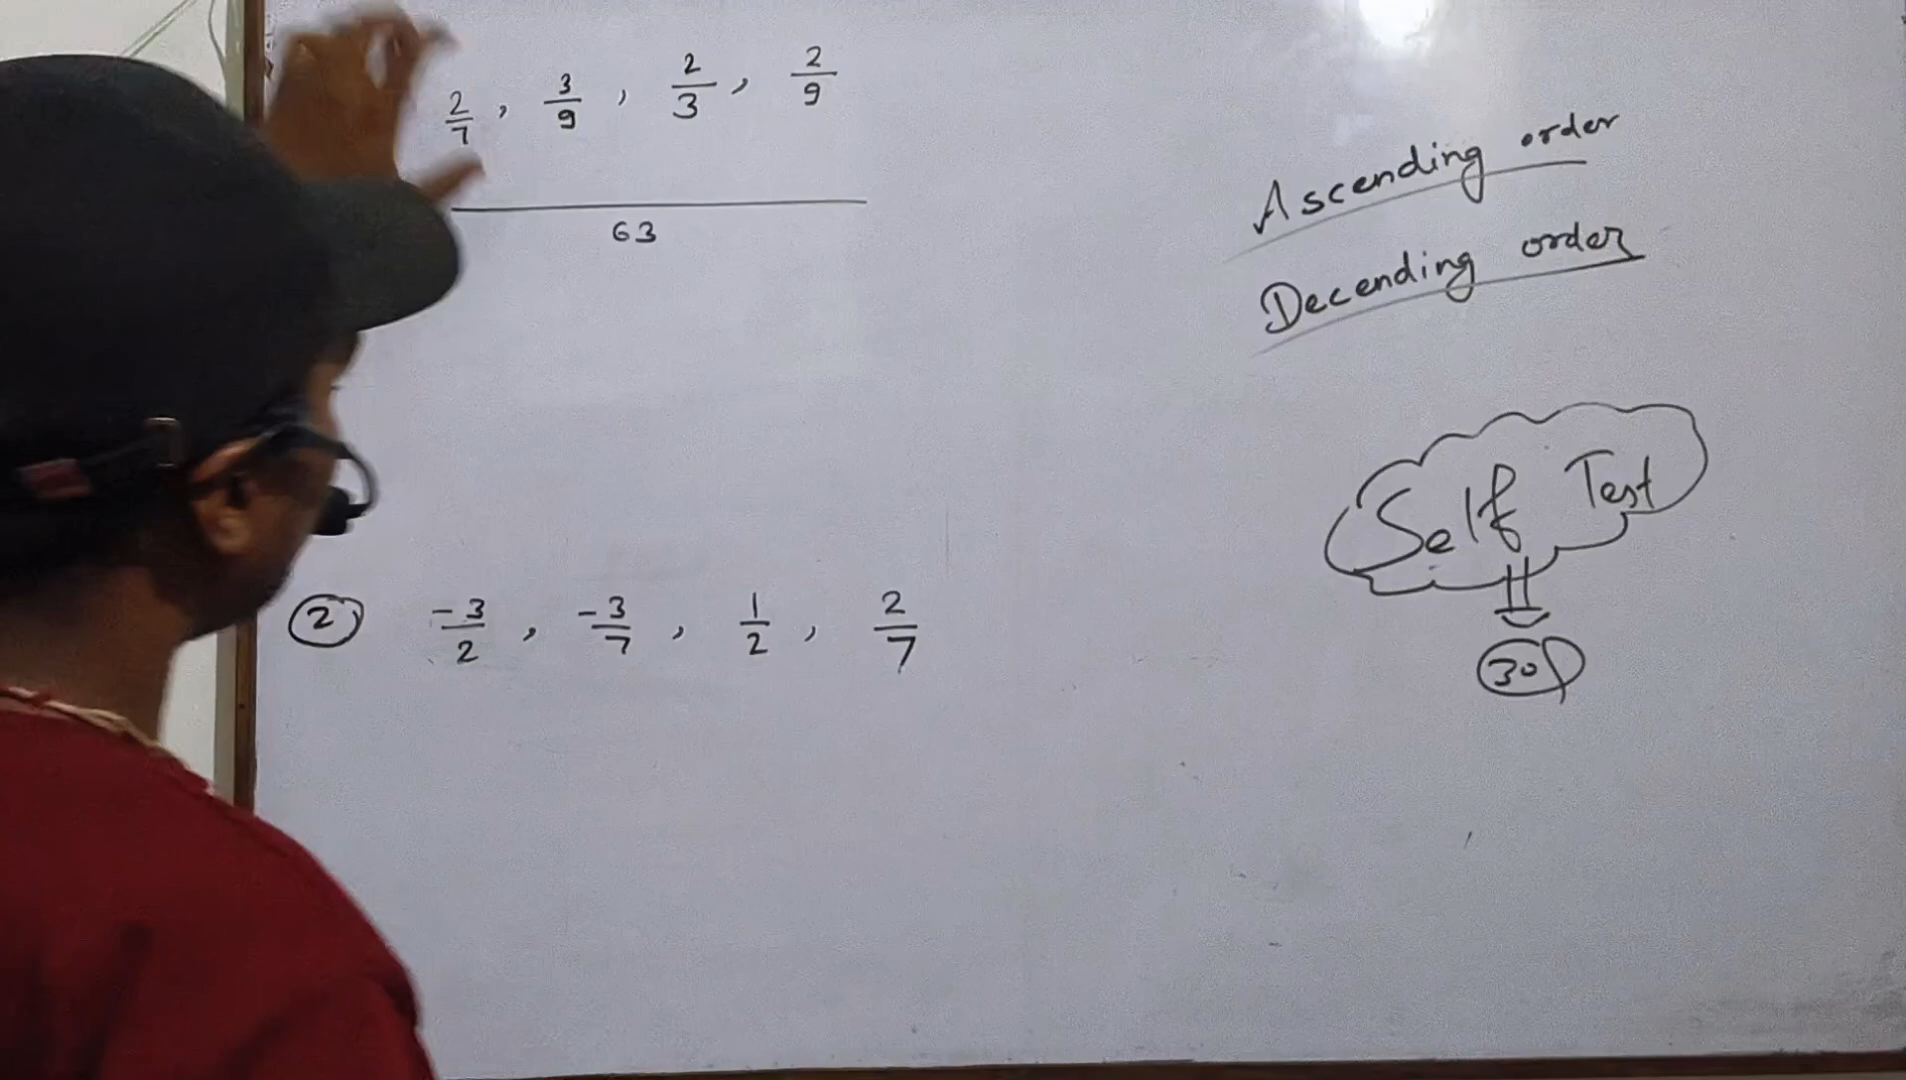 2/7 , 3/9 , 2/3 , 2/9
63
Ascending order
Decending order
Self Test
② -3/2 , -3/7 , 1/2 , 2/7